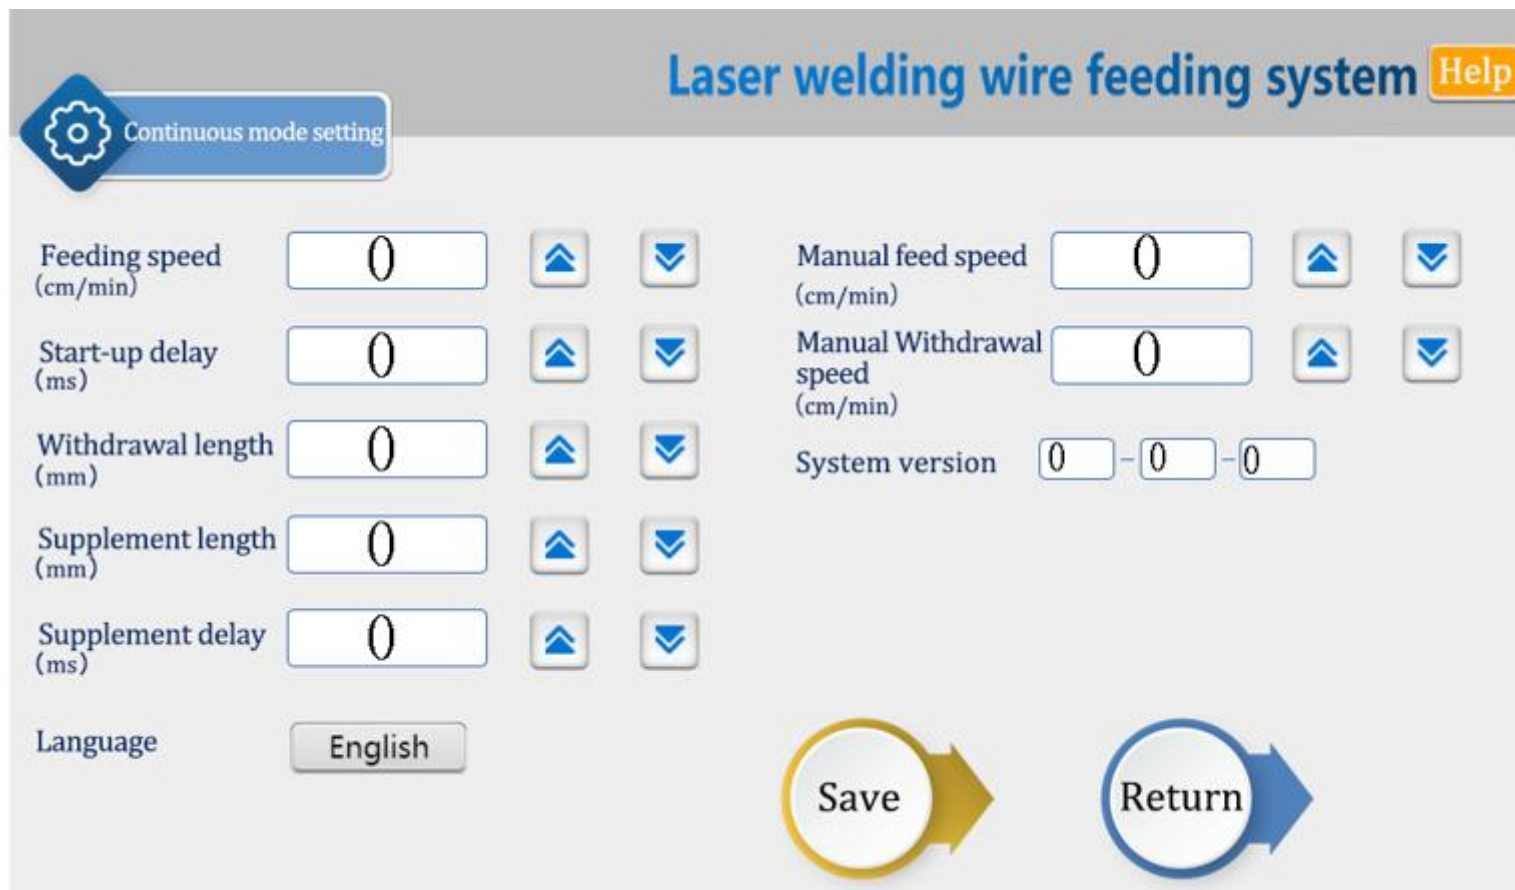 Laser welding wire feeding system
Help
Continuous mode setting
Feeding speed
(cm/min)
0
Manual feed speed
(cm/min)
0
Start-up delay
(ms)
0
Manual Withdrawal
speed
(cm/min)
0
Withdrawal length
(mm)
0
System version
0 - 0 - 0
Supplement length
(mm)
0
Supplement delay
(ms)
0
Language
English
Save
Return